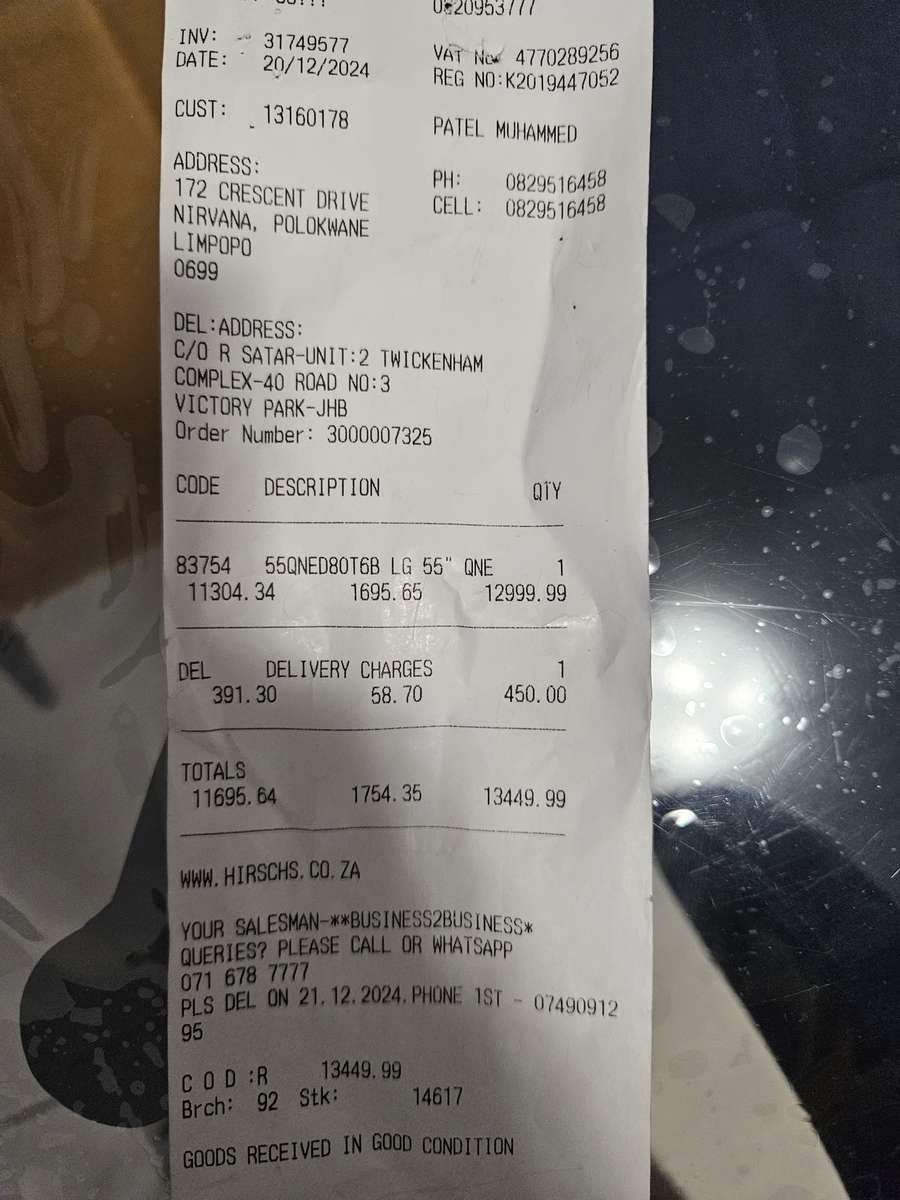 INV: 31749577
VAT No. 4770289256
DATE: 20/12/2024
REG NO:K2019447052
CUST: 13160178
PATEL MUHAMMED
ADDRESS:
172 CRESCENT DRIVE
NIRVANA, POLOKWANE
LIMPOPO
0699
PH: 0829516458
CELL: 0829516458
DEL:ADDRESS:
C/O R SATAR-UNIT:2 TWICKENHAM
COMPLEX-40 ROAD NO:3
VICTORY PARK-JHB
Order Number: 3000007325
CODE DESCRIPTION QTY
83754 55QNED80T6B LG 55" QNE 1
11304.34 1695.65 12999.99
DEL DELIVERY CHARGES 1
391.30 58.70 450.00
TOTALS
11695.64 1754.35 13449.99
WWW.HIRSCHS.CO.ZA
YOUR SALESMAN-**BUSINESS2BUSINESS*
QUERIES? PLEASE CALL OR WHATSAPP
071 678 7777
PLS DEL ON 21.12.2024.PHONE 1ST - 07490912
95
C O D :R 13449.99
Brch: 92 Stk: 14617
GOODS RECEIVED IN GOOD CONDITION